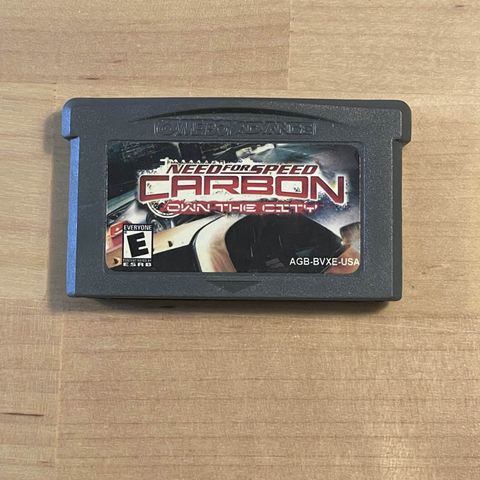 GAME BOY ADVANCE
NEED FOR SPEED
CARBON
OWN THE CITY
EVERYONE
E
ESRB
AGB-BVXE-USA